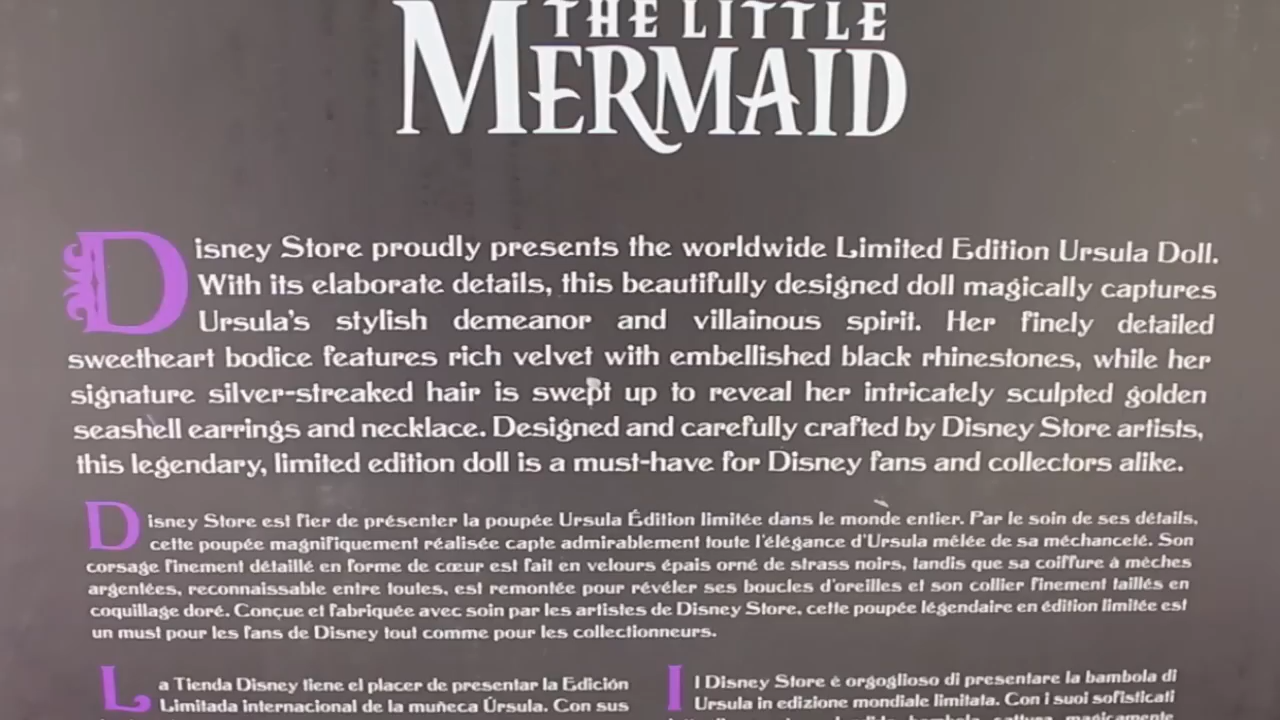 THE LITTLE
MERMAID
Disney Store proudly presents the worldwide Limited Edition Ursula Doll.
With its elaborate details, this beautifully designed doll magically captures
Ursula's stylish demeanor and villainous spirit. Her finely detailed
sweetheart bodice features rich velvet with embellished black rhinestones, while her
signature silver-streaked hair is swept up to reveal her intricately sculpted golden
seashell earrings and necklace. Designed and carefully crafted by Disney Store artists,
this legendary, limited edition doll is a must-have for Disney fans and collectors alike.
Disney Store est fier de présenter la poupée Ursula Édition limitée dans le monde entier. Par le soin de ses détails,
cette poupée magnifiquement réalisée capte admirablement toute l'élégance d'Ursula mêlée de sa méchanceté. Son
corsage finement détaillé en forme de cœur est fait en velours épais orné de strass noirs, tandis que sa coiffure à mèches
argentées, reconnaissable entre toutes, est remontée pour révéler ses boucles d'oreilles et son collier finement taillés en
coquillage doré. Conçue et fabriquée avec soin par les artistes de Disney Store, cette poupée légendaire en édition limitée est
un must pour les fans de Disney tout comme pour les collectionneurs.
La Tienda Disney tiene el placer de presentar la Edición
Limitada internacional de la muñeca Úrsula. Con sus
Il Disney Store è orgoglioso di presentare la bambola di
Ursula in edizione mondiale limitata. Con i suoi sofisticati
magicamente